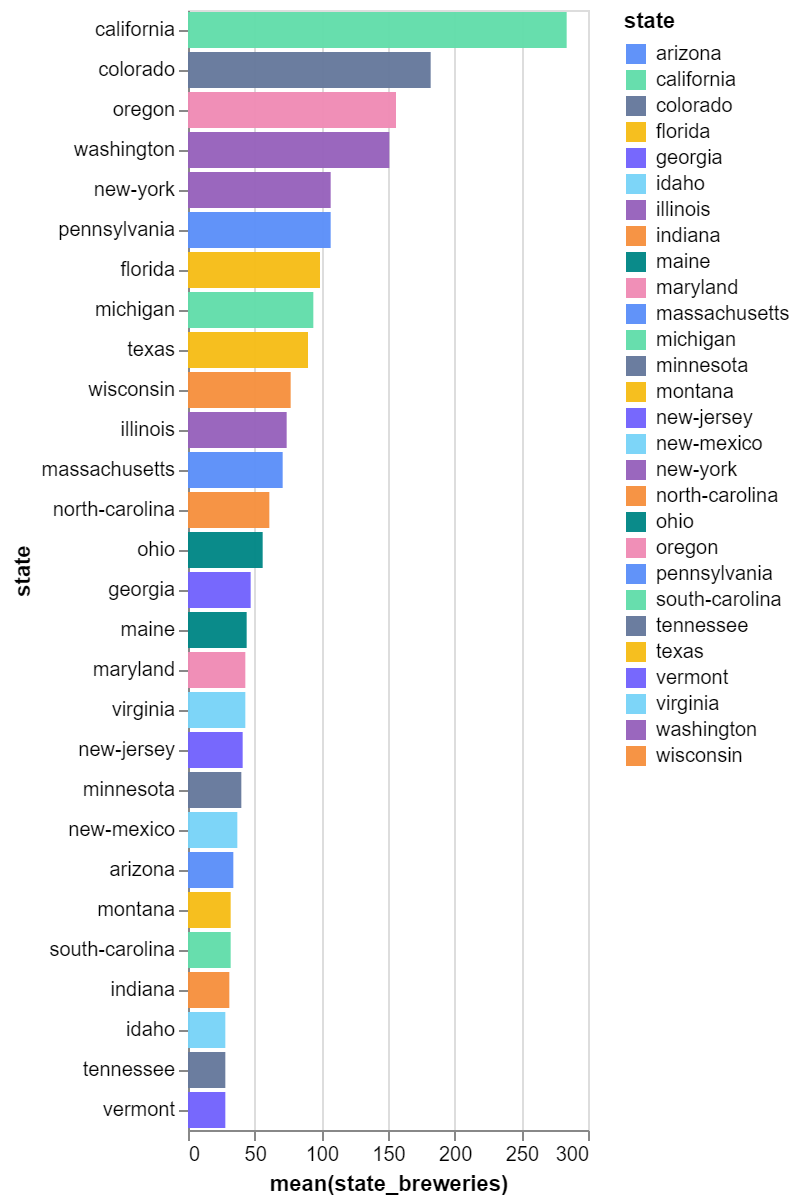 california
colorado
oregon
washington
new-york
pennsylvania
florida
michigan
texas
wisconsin
illinois
massachusetts
north-carolina
ohio
georgia
maine
maryland
virginia
new-jersey
minnesota
new-mexico
arizona
montana
south-carolina
indiana
idaho
tennessee
vermont
state
0 50 100 150 200 250 300
mean(state_breweries)
state
arizona
california
colorado
florida
georgia
idaho
illinois
indiana
maine
maryland
massachusetts
michigan
minnesota
montana
new-jersey
new-mexico
new-york
north-carolina
ohio
oregon
pennsylvania
south-carolina
tennessee
texas
vermont
virginia
washington
wisconsin